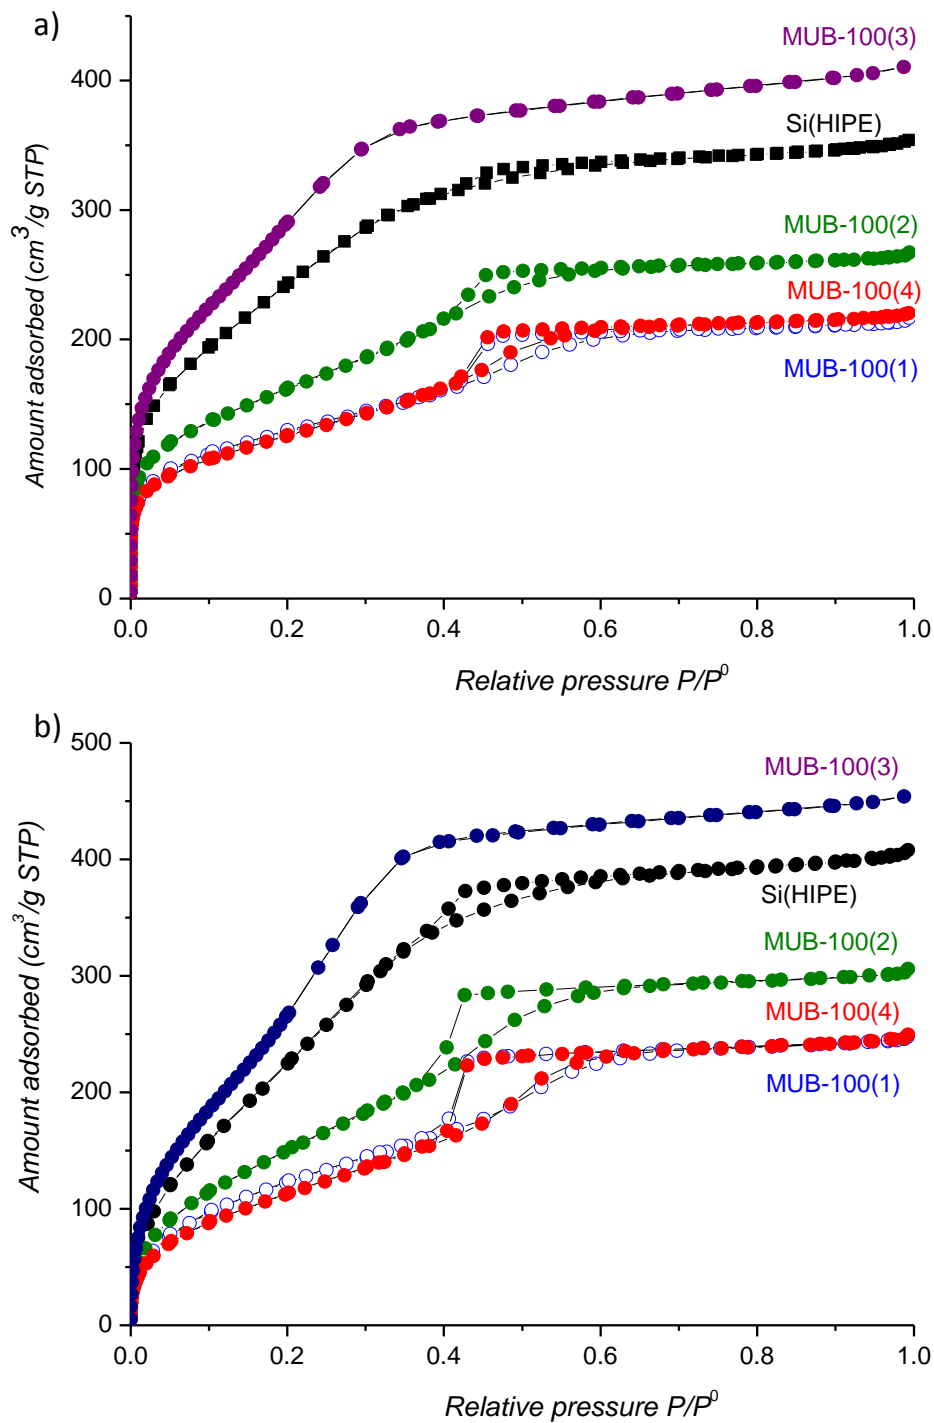 a)
MUB-100(3)
Si(HIPE)
MUB-100(2)
MUB-100(4)
MUB-100(1)
Amount adsorbed (cm³/g STP)
400
300
200
100
0
0.0 0.2 0.4 0.6 0.8 1.0
Relative pressure P/P⁰
b)
MUB-100(3)
Si(HIPE)
MUB-100(2)
MUB-100(4)
MUB-100(1)
Amount adsorbed (cm³/g STP)
500
400
300
200
100
0
0.0 0.2 0.4 0.6 0.8 1.0
Relative pressure P/P⁰